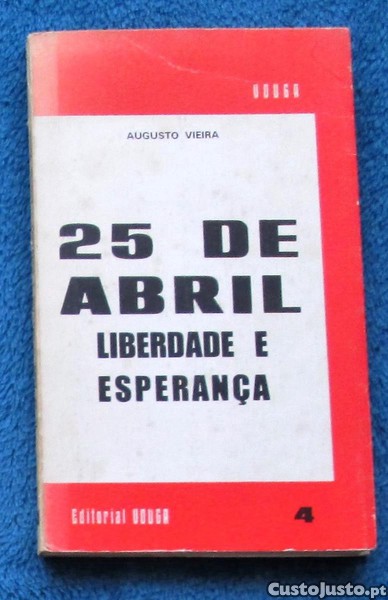 VOUGA
AUGUSTO VIEIRA
25 DE
ABRIL
LIBERDADE E
ESPERANÇA
Editorial VOUGA
4
CustoJusto.pt